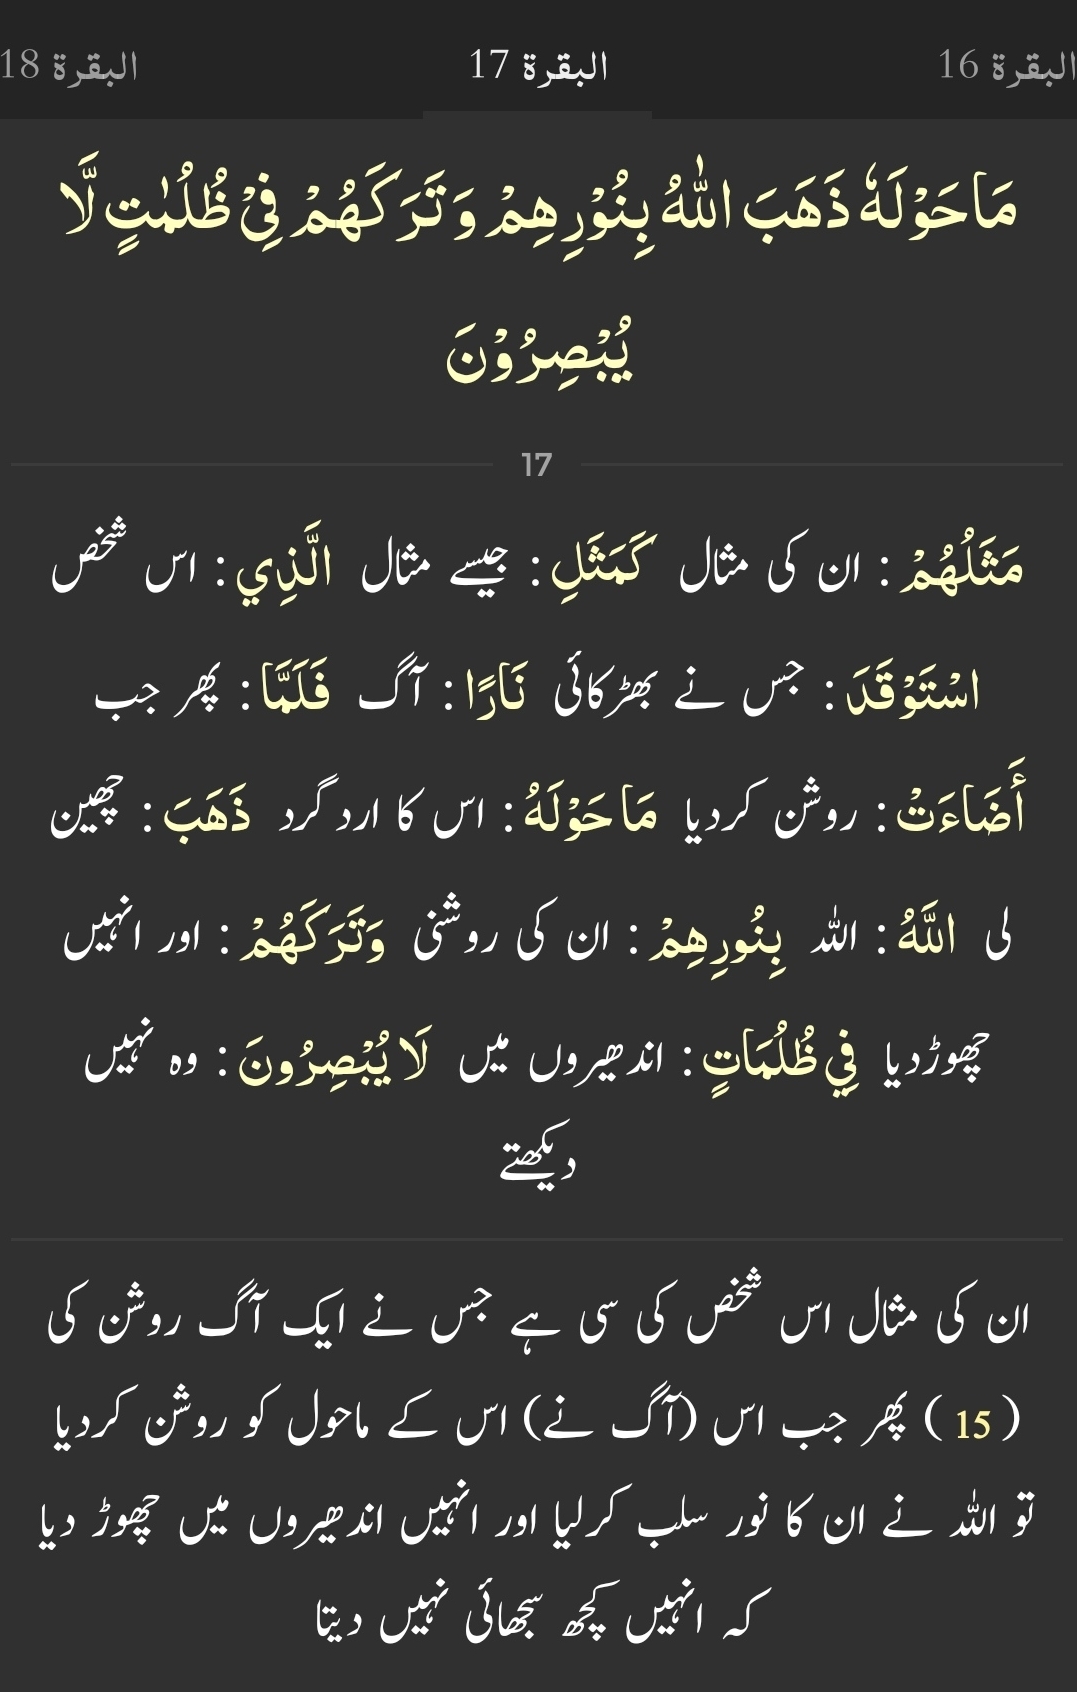 البقرة 16 البقرة 17 البقرة 18
مَاحَوْلَهٗ ذَهَبَ اللّٰهُ بِنُوْرِهِمْ وَتَرَكَهُمْ فِىْ ظُلُمٰتٍ لَّا
يُبْصِرُوْنَ
17
مَثَلُهُمْ : ان کی مثال كَمَثَلِ : جیسے مثال الَّذِي : اس شخص
اسْتَوْقَدَ : جس نے بھڑکائی نَارًا : آگ فَلَمَّا : پھر جب
أَضَاءَتْ : روشن کردیا مَا حَوْلَهُ : اس کا ارد گرد ذَهَبَ : چھین
لی اللَّهُ : اللہ بِنُورِهِمْ : ان کی روشنی وَتَرَكَهُمْ : اور انہیں
چھوڑدیا فِي ظُلُمَاتٍ : اندھیروں میں لَا يُبْصِرُونَ : وہ نہیں
دیکھتے
ان کی مثال اس شخص کی سی ہے جس نے ایک آگ روشن کی
( 15 ) پھر جب اس (آگ نے) اس کے ماحول کو روشن کردیا
تو اللہ نے ان کا نور سلب کرلیا اور انہیں اندھیروں میں چھوڑ دیا
کہ انہیں کچھ سجھائی نہیں دیتا